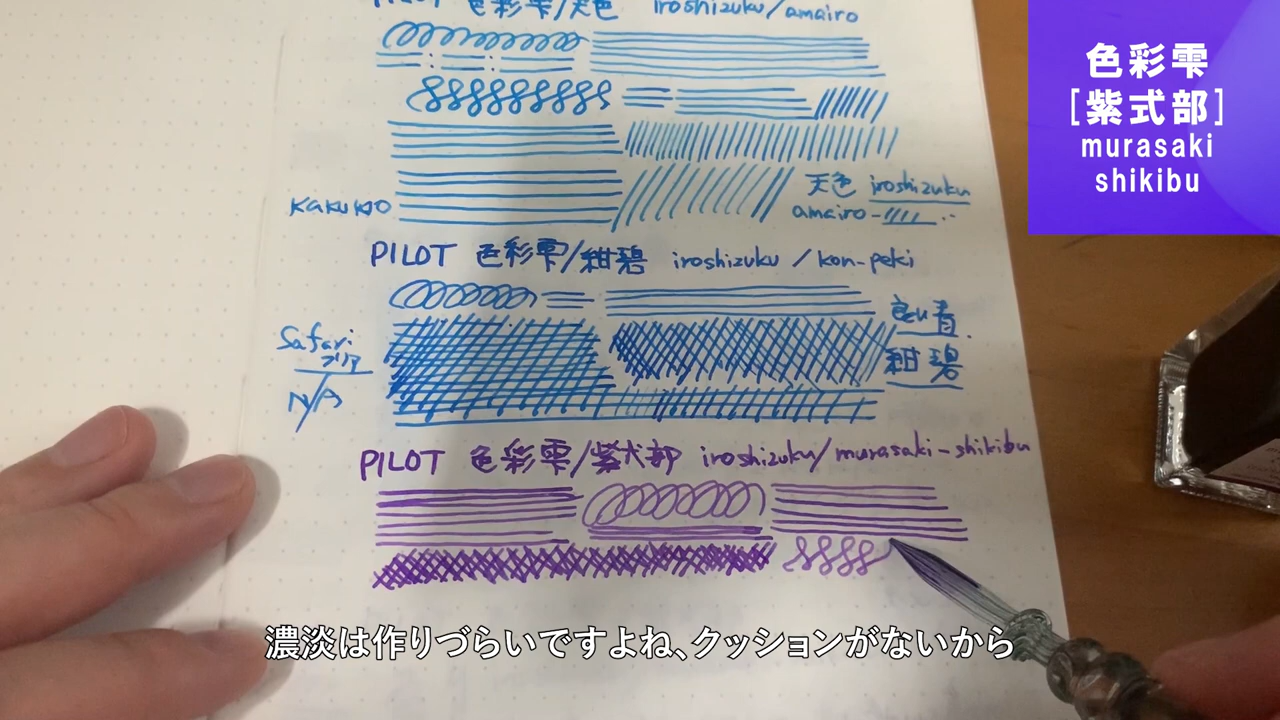 PILOT 色彩雫/天色 iroshizuku/amairo
Kakuno
天色 iroshizuku
amairo
PILOT 色彩雫/紺碧 iroshizuku/kon-peki
Safari
N/A
良い青
紺碧
PILOT 色彩雫/紫式部 iroshizuku/murasaki-shikibu
色彩雫
[紫式部]
murasaki
shikibu
濃淡は作りづらいですよね、クッションがないから